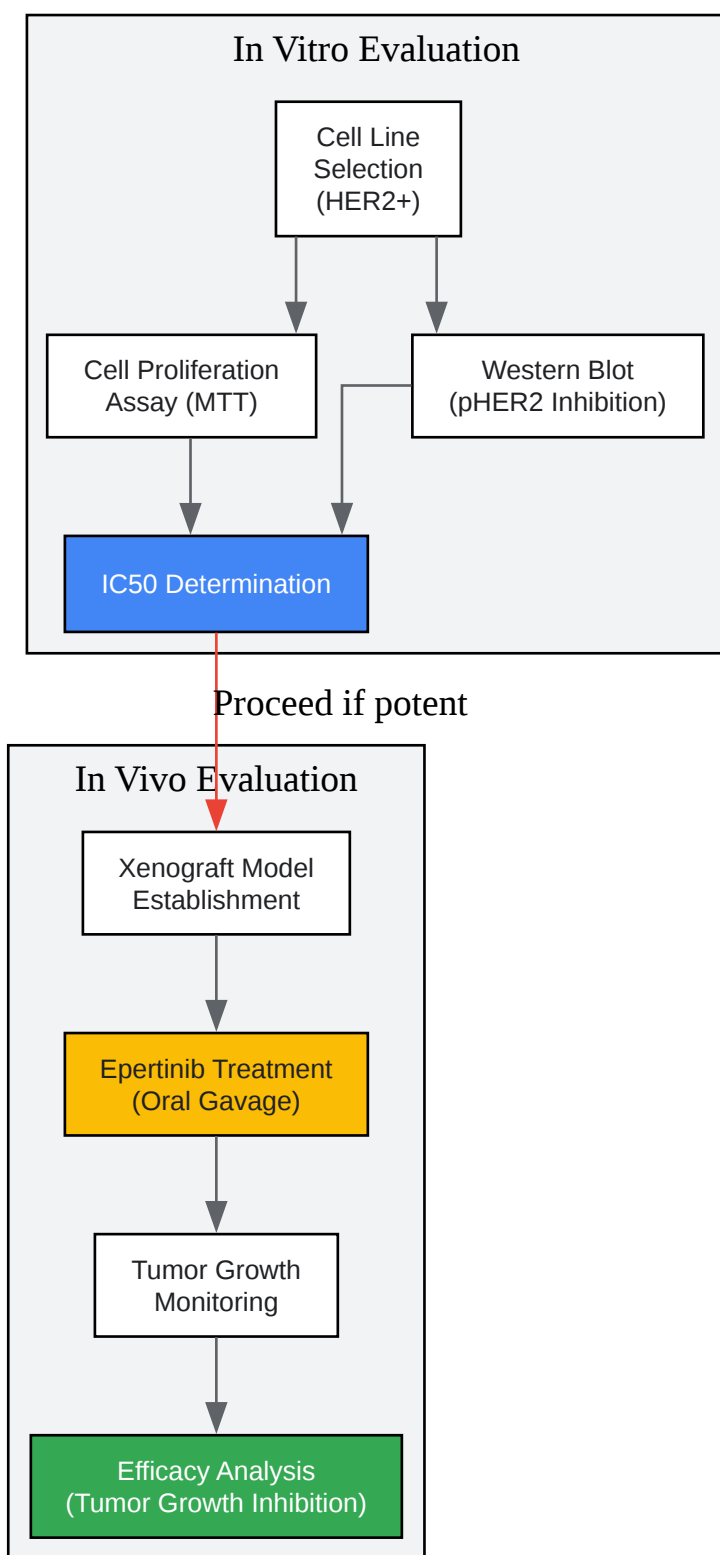 In Vitro Evaluation
Cell Line
Selection
(HER2+)
Cell Proliferation
Assay (MTT)
Western Blot
(pHER2 Inhibition)
IC50 Determination
Proceed if potent
In Vivo Evaluation
Xenograft Model
Establishment
Epertinib Treatment
(Oral Gavage)
Tumor Growth
Monitoring
Efficacy Analysis
(Tumor Growth Inhibition)